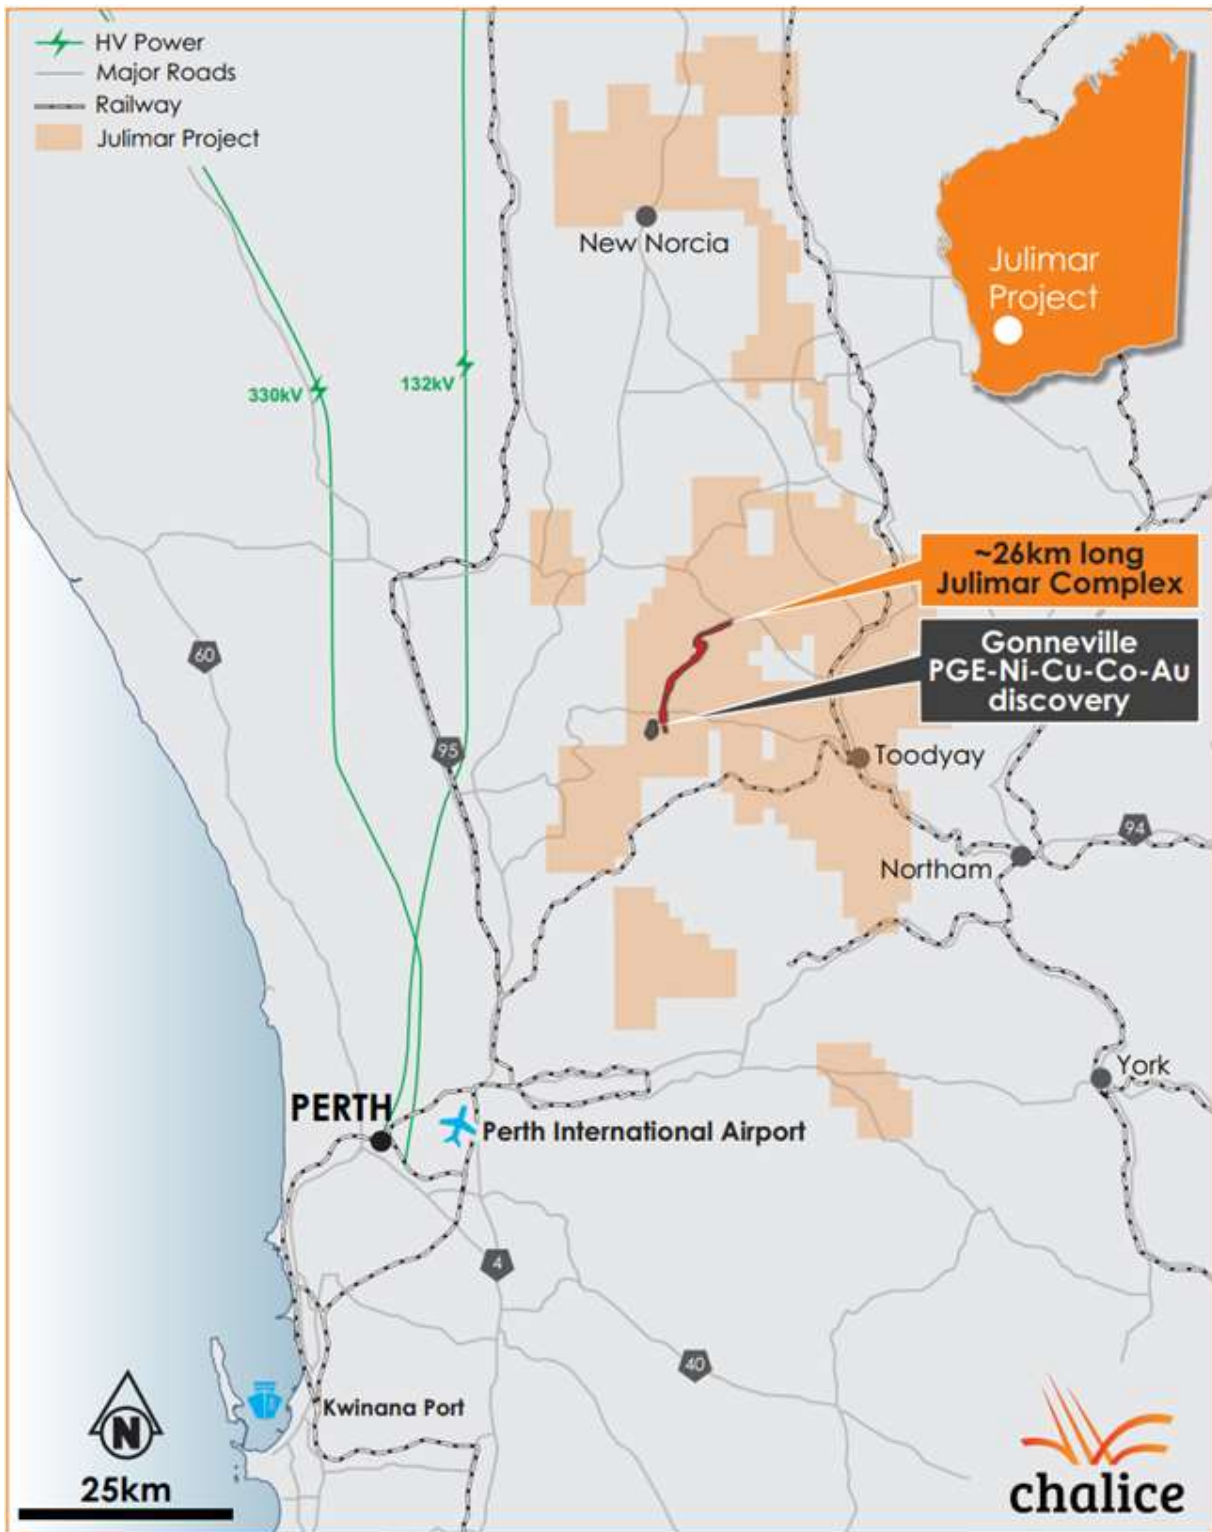 HV Power
Major Roads
Railway
Julimar Project
New Norcia
Julimar
Project
330kV
132kV
~26km long
Julimar Complex
Gonneville
PGE-Ni-Cu-Co-Au
discovery
60
95
Toodyay
94
Northam
York
PERTH
Perth International Airport
4
40
Kwinana Port
N
25km
chalice